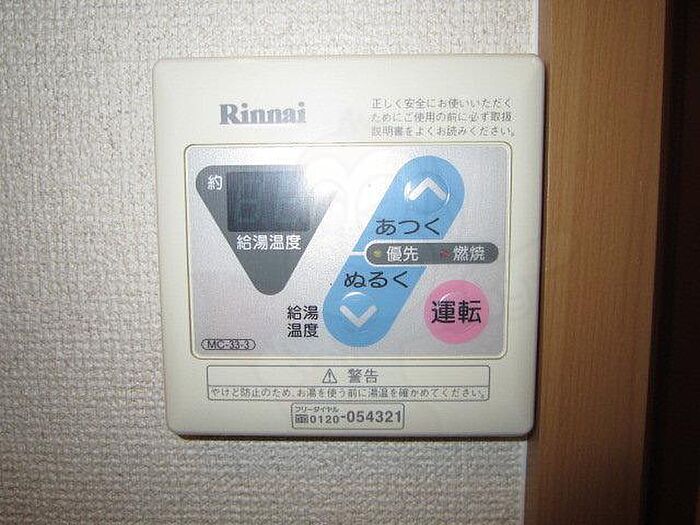 Rinnai
正しく安全にお使いいただく
ためにご使用の前に必ず取扱
説明書をよくお読みください。
約
給湯温度
あつく
優先 燃焼
ぬるく
給湯
温度
運転
MC-33-3
⚠ 警告
やけど防止のため、お湯を使う前に湯温を確かめてください。
フリーダイヤル
0120-054321